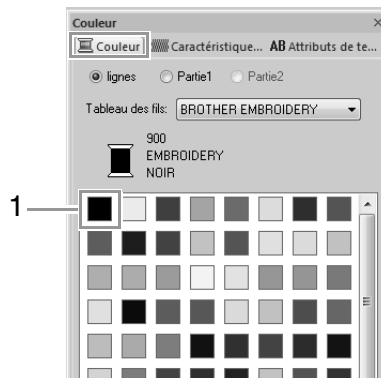 Couleur
Couleur Caractéristique... AB Attributs de te...
lignes Partie1 Partie2
Tableau des fils: BROTHER EMBROIDERY
900
EMBROIDERY
NOIR
1